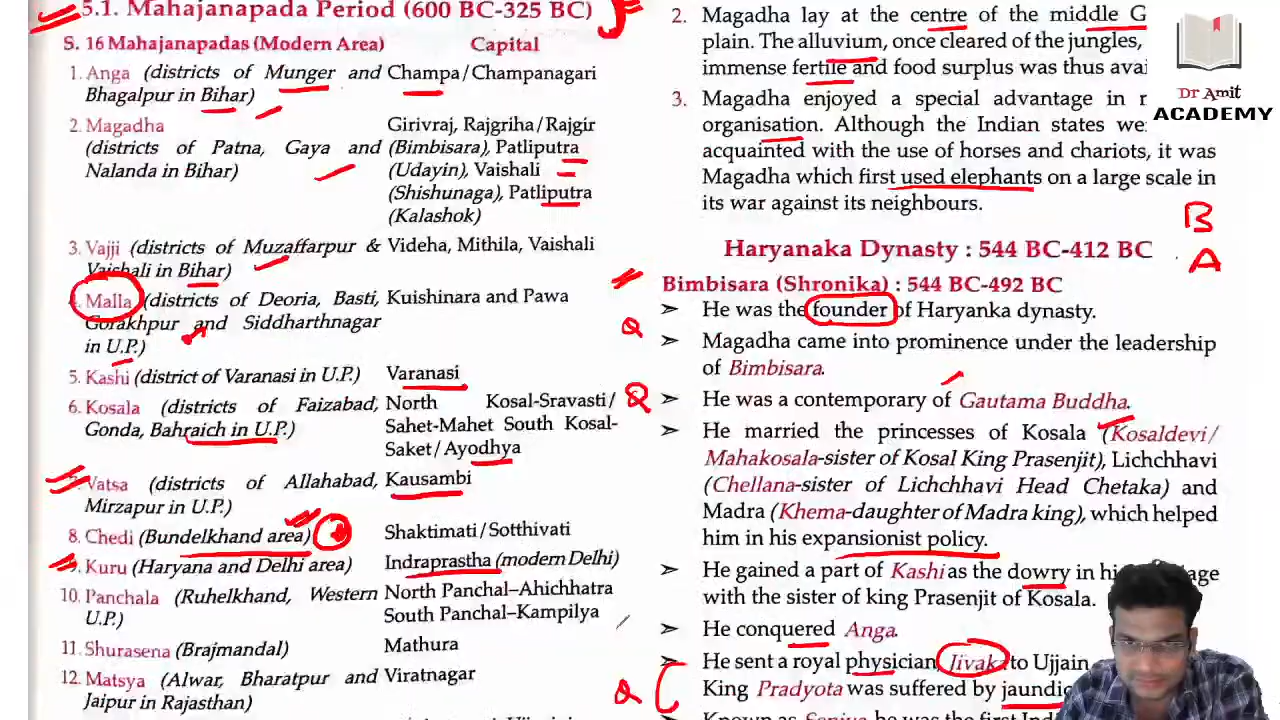 5.1. Mahajanapada Period (600 BC-325 BC)
S. 16 Mahajanapadas (Modern Area) Capital
1. Anga (districts of Munger and Champa/Champanagari
Bhagalpur in Bihar)
2. Magadha Girivraj, Rajgriha/Rajgir
(districts of Patna, Gaya and (Bimbisara), Patliputra
Nalanda in Bihar) (Udayin), Vaishali
(Shishunaga), Patliputra
(Kalashok)
3. Vajji (districts of Muzaffarpur & Videha, Mithila, Vaishali
Vaishali in Bihar)
Malla (districts of Deoria, Basti, Kuishinara and Pawa
Gorakhpur and Siddharthnagar
in U.P.)
5. Kashi (district of Varanasi in U.P.) Varanasi
6. Kosala (districts of Faizabad, North Kosal-Sravasti/
Gonda, Bahraich in U.P.) Sahet-Mahet South Kosal-
Saket/Ayodhya
Vatsa (districts of Allahabad, Kausambi
Mirzapur in U.P.)
8. Chedi (Bundelkhand area) Shaktimati/Sotthivati
Kuru (Haryana and Delhi area) Indraprastha (modern Delhi)
10. Panchala (Ruhelkhand, Western North Panchal-Ahichhatra
U.P.) South Panchal-Kampilya
11. Shurasena (Brajmandal) Mathura
12. Matsya (Alwar, Bharatpur and Viratnagar
Jaipur in Rajasthan)
2. Magadha lay at the centre of the middle G
plain. The alluvium, once cleared of the jungles,
immense fertile and food surplus was thus avai
3. Magadha enjoyed a special advantage in
organisation. Although the Indian states we
acquainted with the use of horses and chariots, it was
Magadha which first used elephants on a large scale in
its war against its neighbours.
B
A
Haryanaka Dynasty : 544 BC-412 BC
Bimbisara (Shronika) : 544 BC-492 BC
➢ He was the founder of Haryanka dynasty.
Q
➢ Magadha came into prominence under the leadership
of Bimbisara.
Q
➢ He was a contemporary of Gautama Buddha.
➢ He married the princes of Kosala (Kosaldevi/
Mahakosala-sister of Kosal King Prasenjit), Lichchhavi
(Chellana-sister of Lichchhavi Head Chetaka) and
Madra (Khema-daughter of Madra king), which helped
him in his expansionist policy.
➢ He gained a part of Kashi as the dowry in his
with the sister of king Prasenjit of Kosala.
➢ He conquered Anga.
➢ He sent a royal physician, Jivak to Ujjain
Q
King Pradyota was suffered by jaundi
Known as Seniya he was the first Ind
Dr Amit
ACADEMY